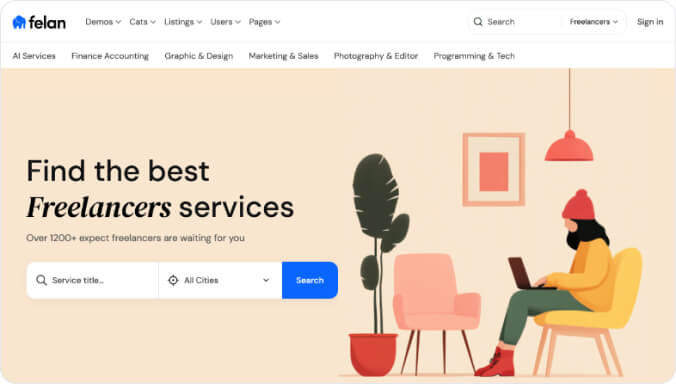 felan Demos Cats Listings Users Pages Search Freelancers Sign in
AI Services Finance Accounting Graphic & Design Marketing & Sales Photography & Editor Programming & Tech
Find the best
Freelancers services
Over 1200+ expect freelancers are waiting for you
Service title... All Cities Search